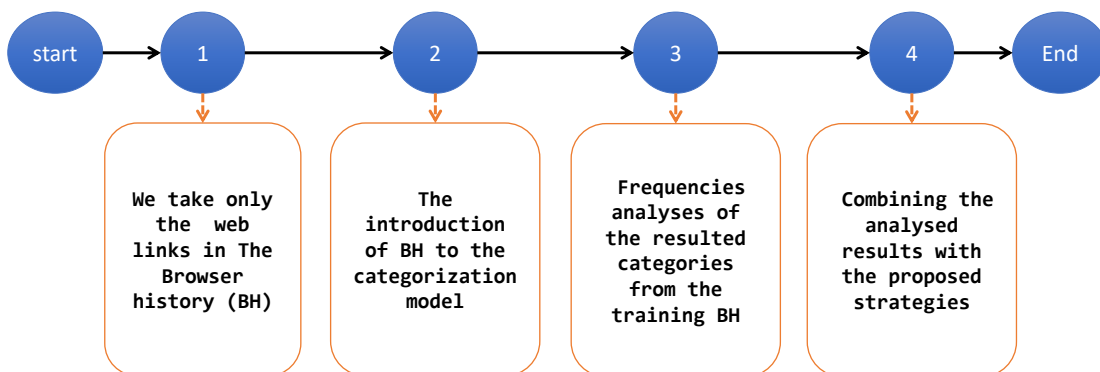 start
1
2
3
4
End
We take only
the web
links in The
Browser
history (BH)
The
introduction
of BH to the
categorization
model
Frequencies
analyses of
the resulted
categories
from the
training BH
Combining the
analysed
results with
the proposed
strategies